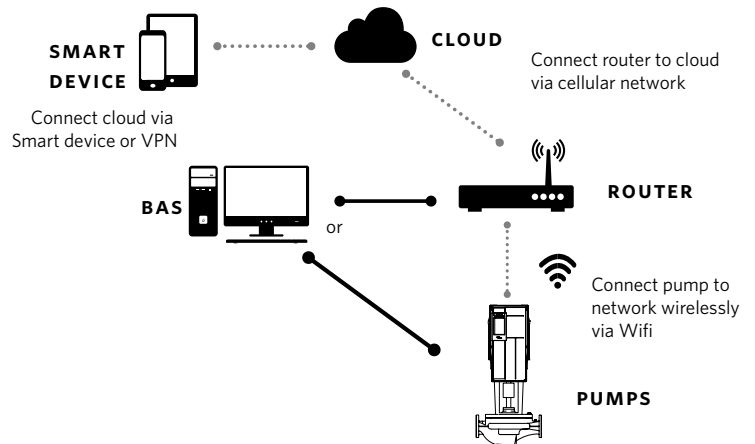 SMART
DEVICE
Connect cloud via
Smart device or VPN
CLOUD
Connect router to cloud
via cellular network
BAS
or
ROUTER
Connect pump to
network wirelessly
via Wifi
PUMPS